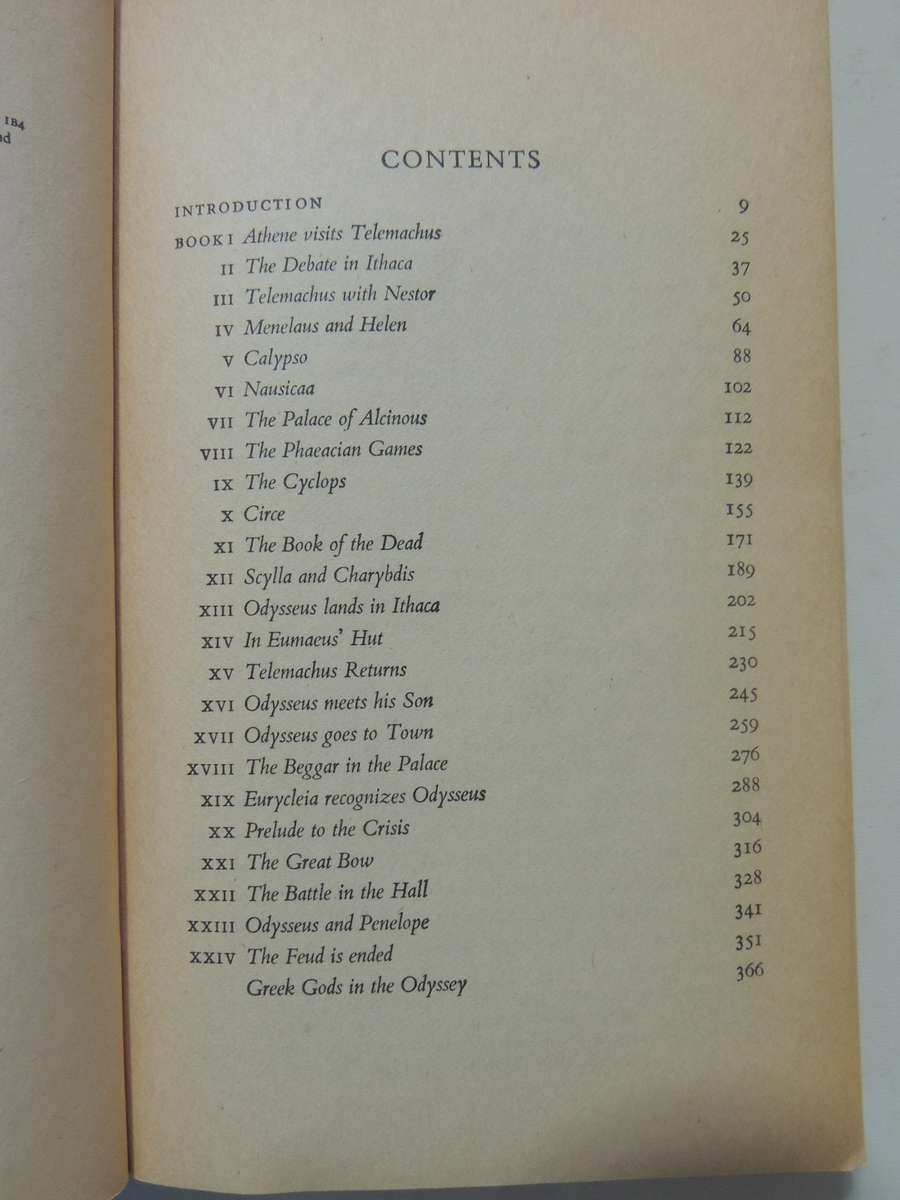 184
nd
CONTENTS
INTRODUCTION 9
BOOK I Athene visits Telemachus 25
II The Debate in Ithaca 37
III Telemachus with Nestor 50
IV Menelaus and Helen 64
V Calypso 88
VI Nausicaa 102
VII The Palace of Alcinous 112
VIII The Phaeacian Games 122
IX The Cyclops 139
X Circe 155
XI The Book of the Dead 171
XII Scylla and Charybdis 189
XIII Odysseus lands in Ithaca 202
XIV In Eumaeus' Hut 215
XV Telemachus Returns 230
XVI Odysseus meets his Son 245
XVII Odysseus goes to Town 259
XVIII The Beggar in the Palace 276
XIX Eurycleia recognizes Odysseus 288
XX Prelude to the Crisis 304
XXI The Great Bow 316
XXII The Battle in the Hall 328
XXIII Odysseus and Penelope 341
XXIV The Feud is ended 351
Greek Gods in the Odyssey 366